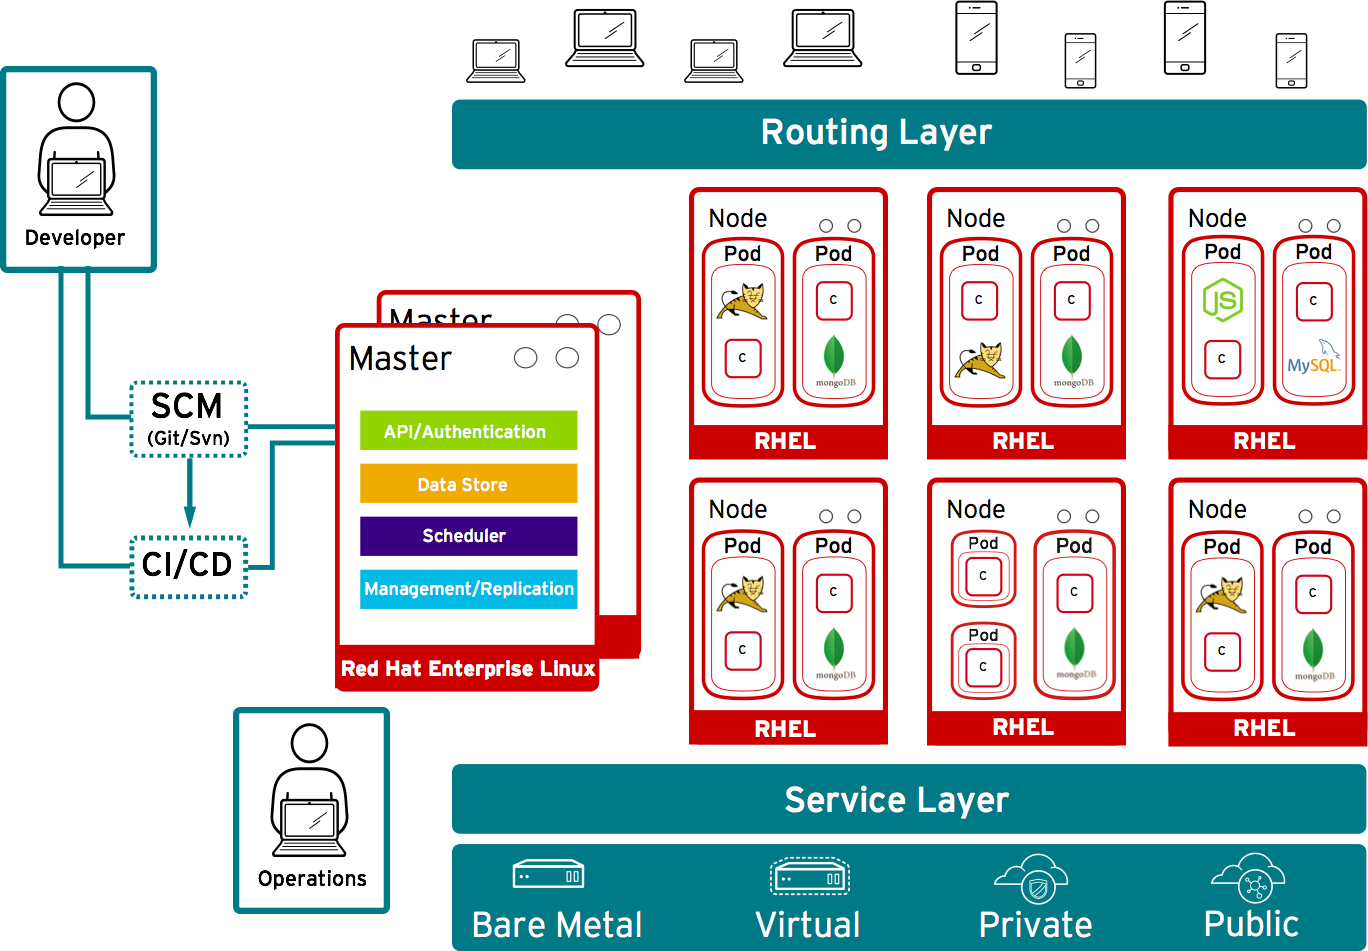 Routing Layer
Developer
SCM
(Git/Svn)
CI/CD
Operations
Master
Master
API/Authentication
Data Store
Scheduler
Management/Replication
Red Hat Enterprise Linux
Node
Pod
C
Pod
C
mongoDB
RHEL
Node
Pod
C
Pod
C
mongoDB
RHEL
Node
Pod
JS
C
Pod
C
MySQL
RHEL
Node
Pod
C
Pod
C
mongoDB
RHEL
Node
Pod
C
Pod
C
Pod
C
mongoDB
RHEL
Node
Pod
C
Pod
C
mongoDB
RHEL
Service Layer
Bare Metal
Virtual
Private
Public